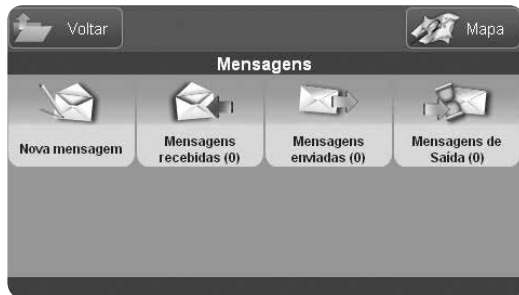 Voltar
Mapa
Mensagens
Nova mensagem
Mensagens
recebidas (0)
Mensagens
enviadas (0)
Mensagens de
Saída (0)